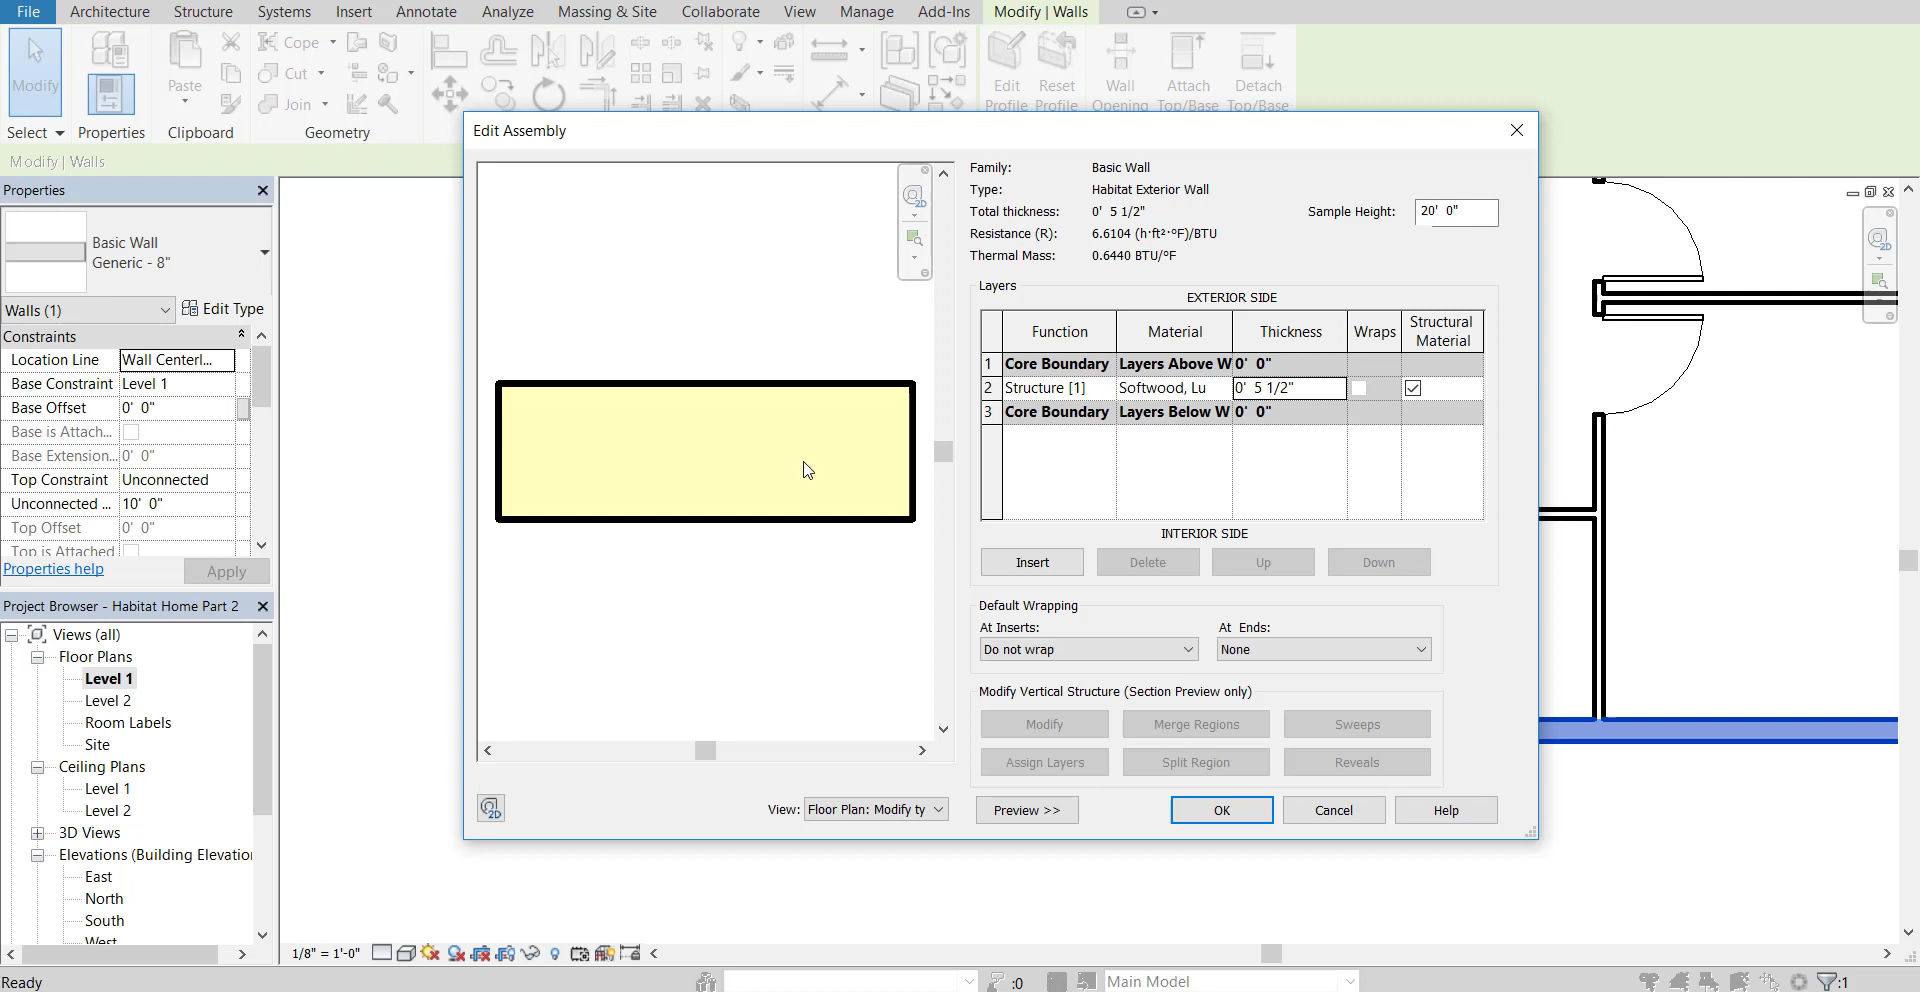 File Architecture Structure Systems Insert Annotate Analyze Massing & Site Collaborate View Manage Add-Ins Modify | Walls
Modify
Paste
Cope
Cut
Join
Edit Profile
Reset Profile
Wall Opening
Attach Top/Base
Detach Top/Base
Select Properties Clipboard Geometry
Modify | Walls
Properties
Basic Wall
Generic - 8"
Walls (1) Edit Type
Constraints
Location Line Wall Centerl...
Base Constraint Level 1
Base Offset 0' 0"
Base is Attach...
Base Extension... 0' 0"
Top Constraint Unconnected
Unconnected ... 10' 0"
Top Offset 0' 0"
Top is Attached
Properties help Apply
Project Browser - Habitat Home Part 2
Views (all)
Floor Plans
Level 1
Level 2
Room Labels
Site
Ceiling Plans
Level 1
Level 2
3D Views
Elevations (Building Elevatio
East
North
South
West
Edit Assembly
2D
Family: Basic Wall
Type: Habitat Exterior Wall
Total thickness: 0' 5 1/2" Sample Height: 20' 0"
Resistance (R): 6.6104 (h·ft²·°F)/BTU
Thermal Mass: 0.6440 BTU/°F
Layers
EXTERIOR SIDE
Function Material Thickness Wraps Structural Material
1 Core Boundary Layers Above W 0' 0"
2 Structure [1] Softwood, Lu 0' 5 1/2"
3 Core Boundary Layers Below W 0' 0"
INTERIOR SIDE
Insert Delete Up Down
Default Wrapping
At Inserts: At Ends:
Do not wrap None
Modify Vertical Structure (Section Preview only)
Modify Merge Regions Sweeps
Assign Layers Split Region Reveals
2D
View: Floor Plan: Modify ty Preview >> OK Cancel Help
2D
1/8" = 1'-0"
Ready
:0
Main Model
:1